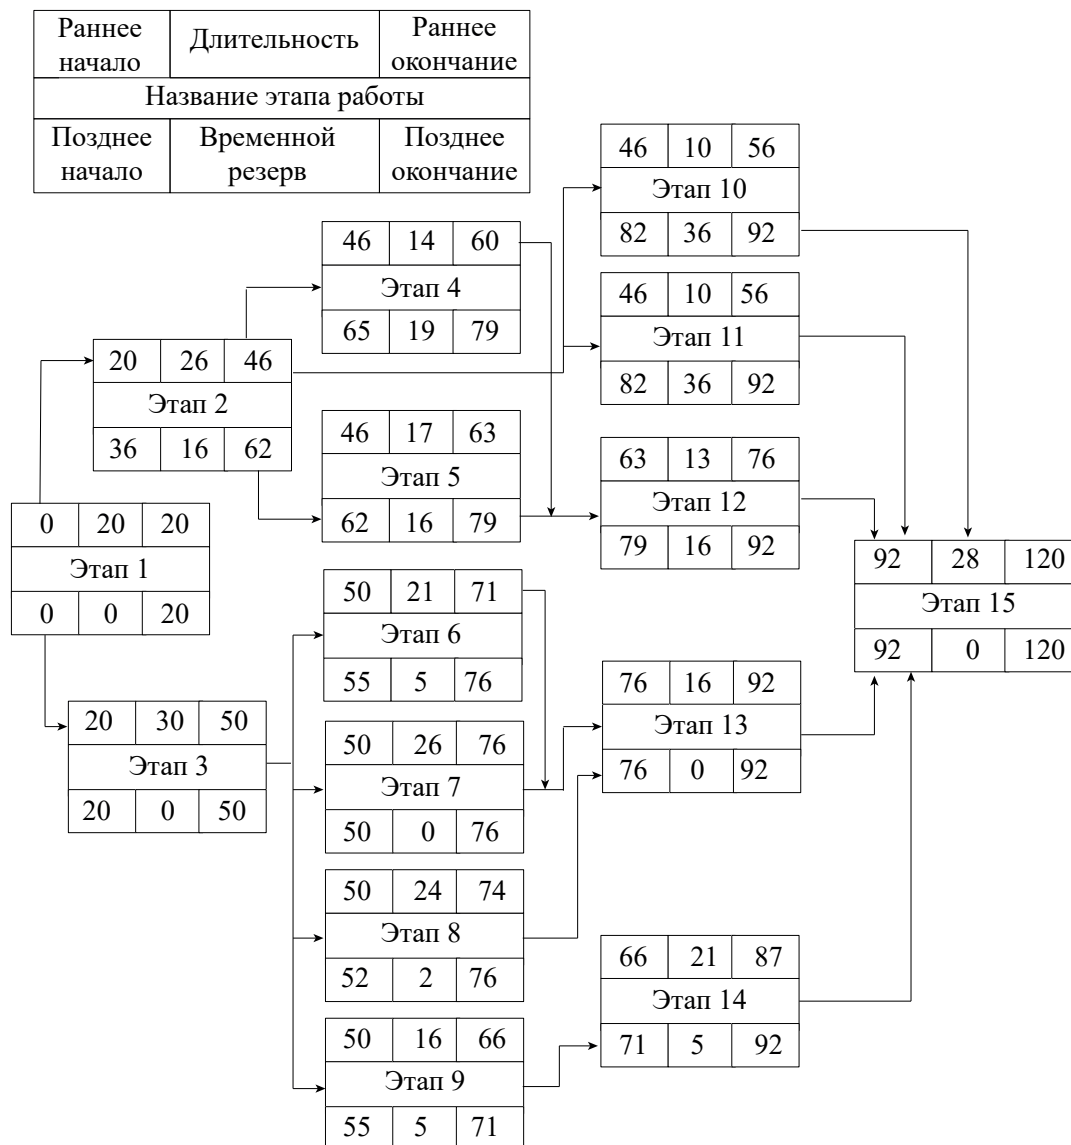 Раннее начало Длительность Раннее окончание
Название этапа работы
Позднее начало Временной резерв Позднее окончание
46 10 56
Этап 10
82 36 92
46 14 60
Этап 4
65 19 79
46 10 56
Этап 11
82 36 92
20 26 46
Этап 2
36 16 62
46 17 63
Этап 5
62 16 79
63 13 76
Этап 12
79 16 92
0 20 20
Этап 1
0 0 20
92 28 120
Этап 15
92 0 120
50 21 71
Этап 6
55 5 76
76 16 92
Этап 13
76 0 92
20 30 50
Этап 3
20 0 50
50 26 76
Этап 7
50 0 76
50 24 74
Этап 8
52 2 76
66 21 87
Этап 14
71 5 92
50 16 66
Этап 9
55 5 71